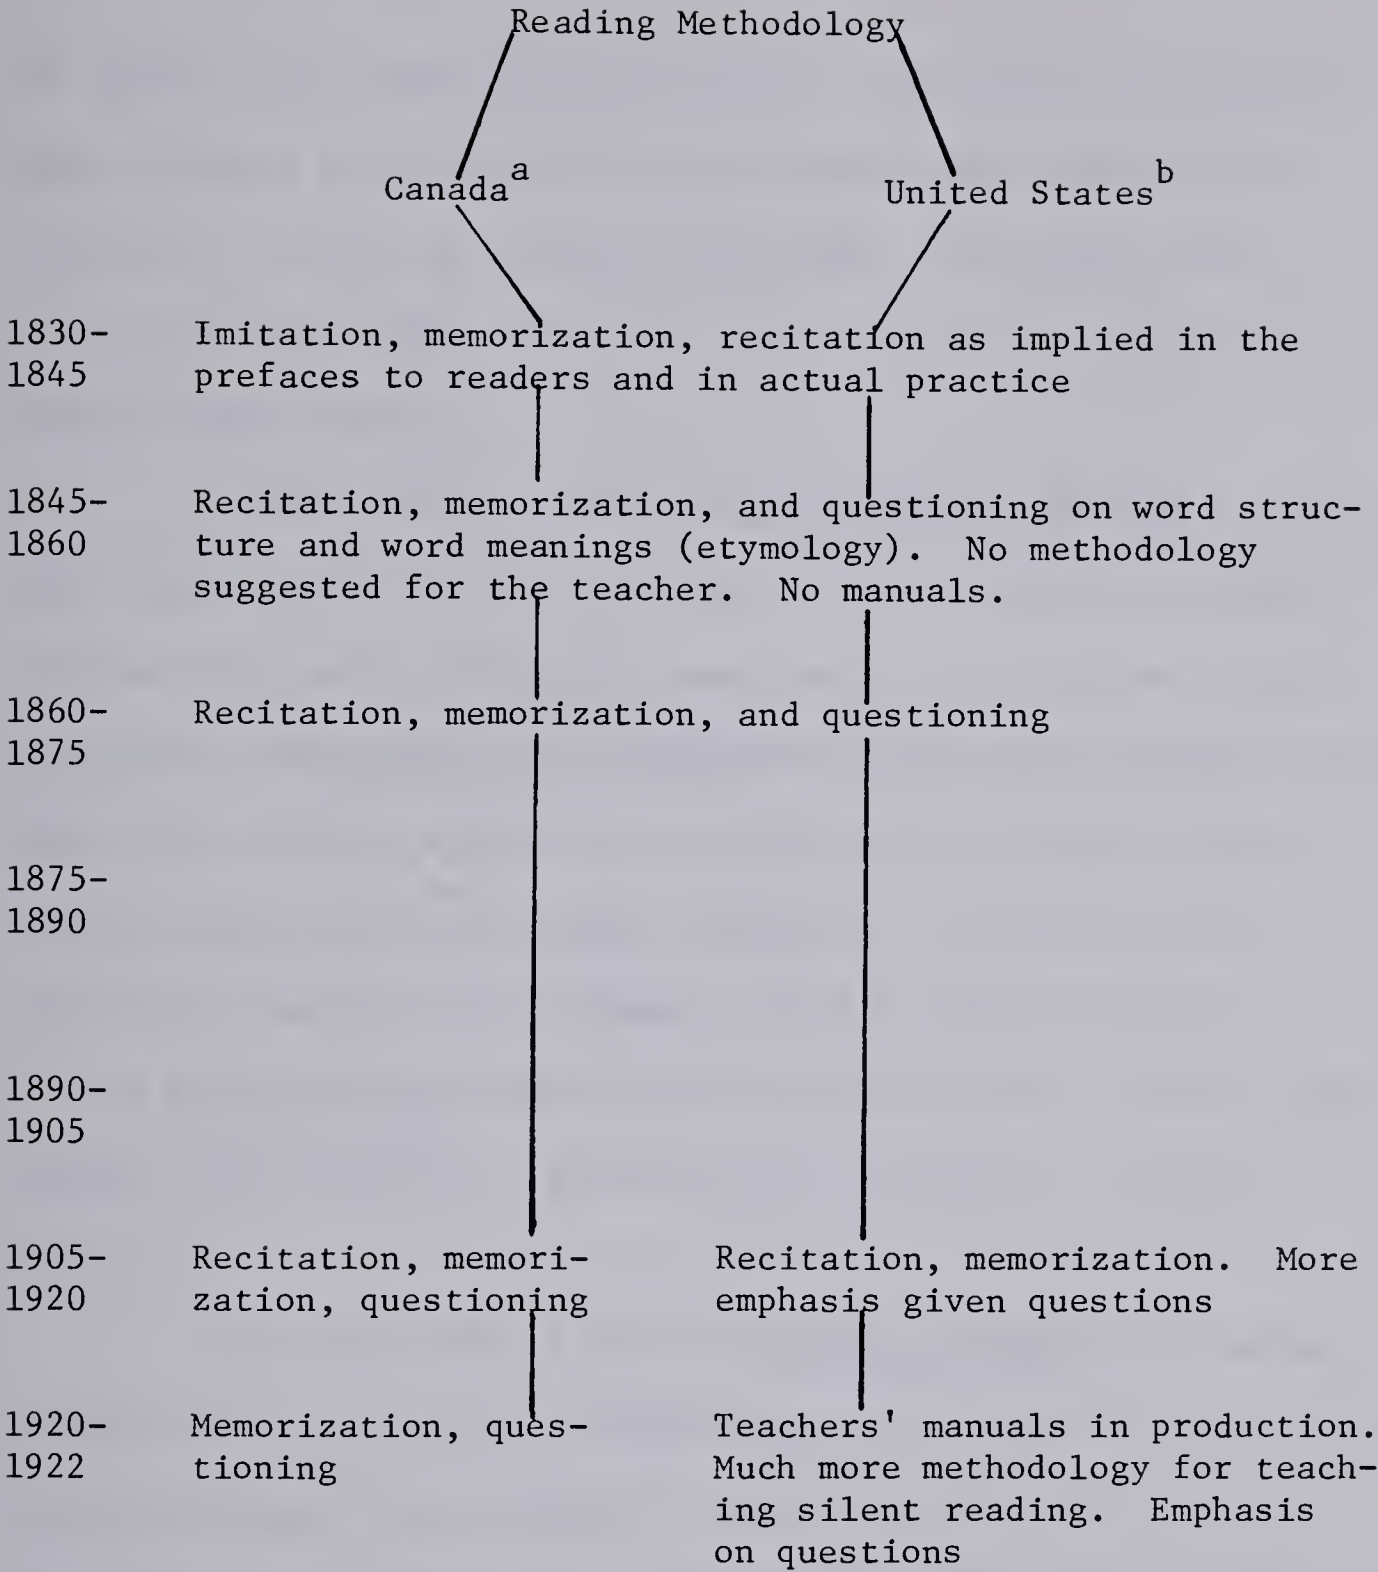 Reading Methodology
Canada a
United States b
1830- Imitation, memorization, recitation as implied in the
1845 prefaces to readers and in actual practice
1845- Recitation, memorization, and questioning on word struc-
1860 ture and word meanings (etymology). No methodology
suggested for the teacher. No manuals.
1860- Recitation, memorization, and questioning
1875
1875-
1890
1890-
1905
1905- Recitation, memori-
1920 zation, questioning
Recitation, memorization. More
emphasis given questions
1920- Memorization, ques-
1922 tioning
Teachers' manuals in production.
Much more methodology for teach-
ing silent reading. Emphasis
on questions